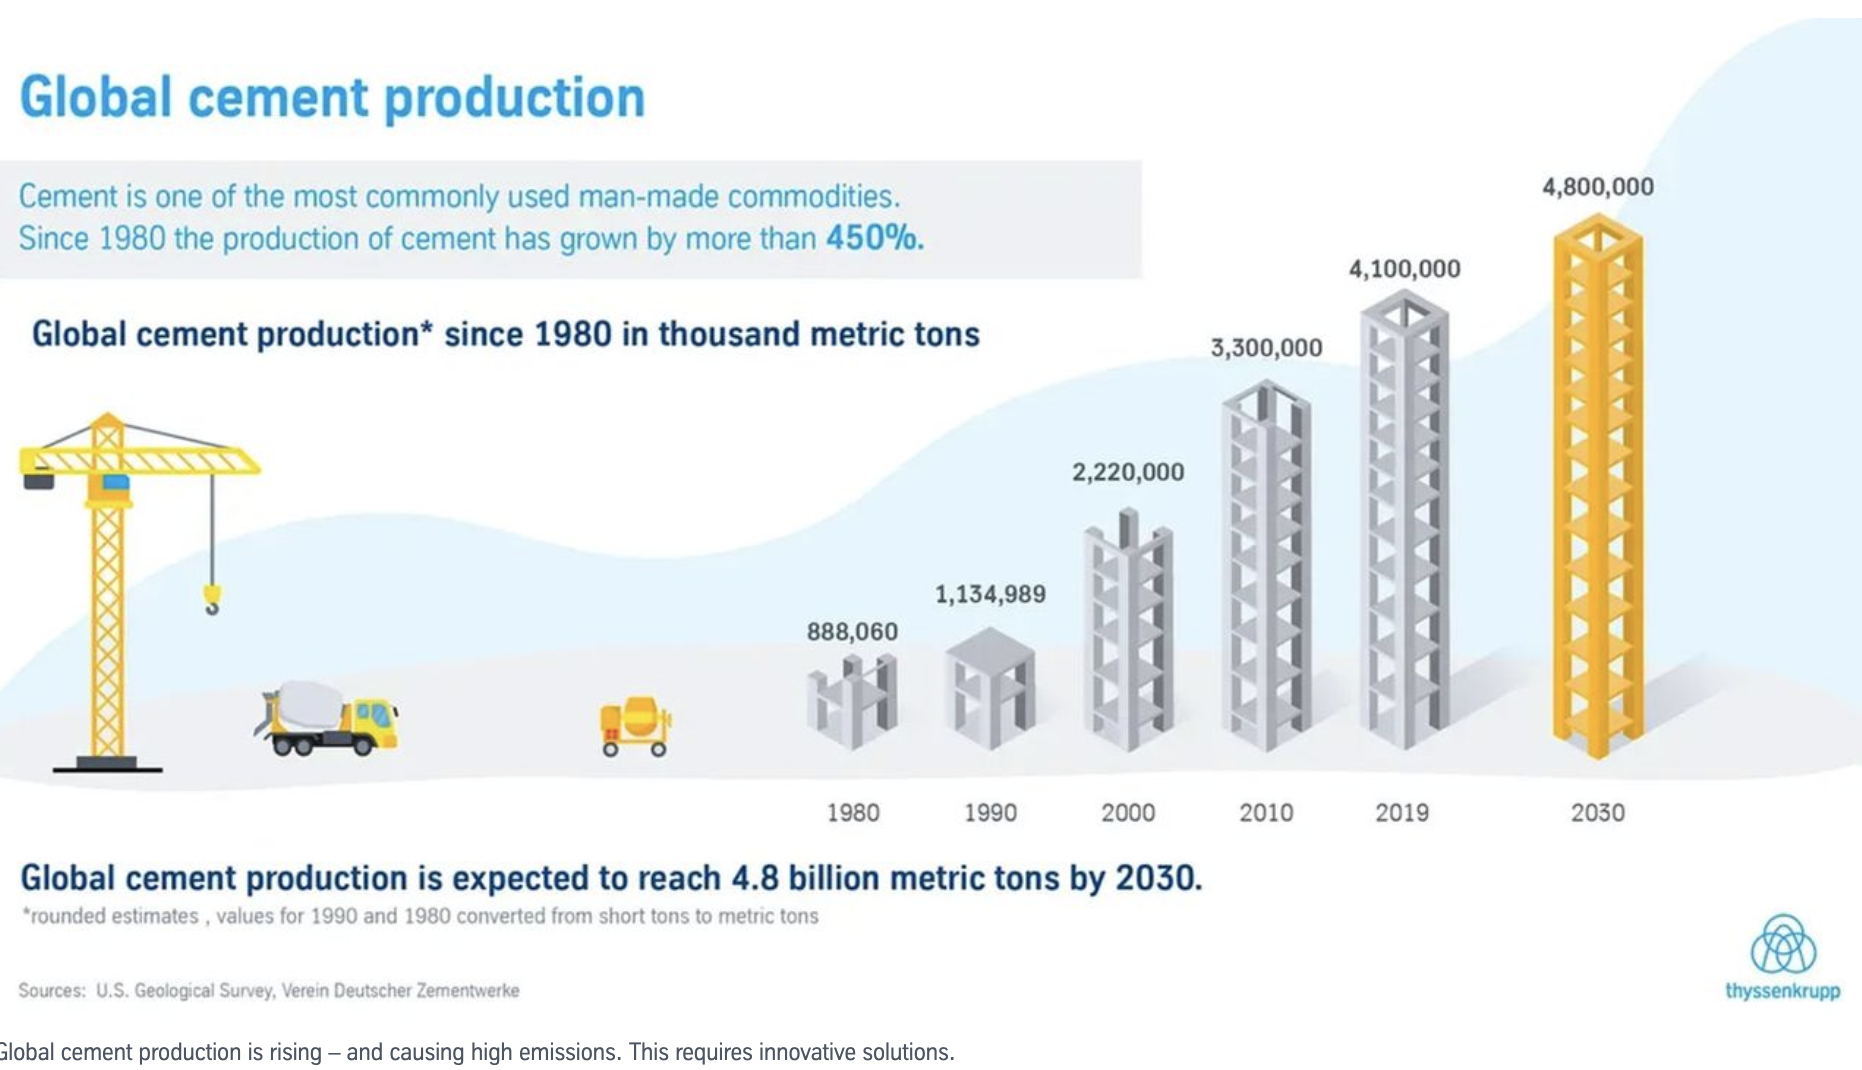 Global cement production
Cement is one of the most commonly used man-made commodities.
Since 1980 the production of cement has grown by more than 450%.
Global cement production* since 1980 in thousand metric tons
888,060
1,134,989
2,220,000
3,300,000
4,100,000
4,800,000
1980 1990 2000 2010 2019 2030
Global cement production is expected to reach 4.8 billion metric tons by 2030.
*rounded estimates , values for 1990 and 1980 converted from short tons to metric tons
Sources: U.S. Geological Survey, Verein Deutscher Zementwerke
thyssenkrupp
Global cement production is rising – and causing high emissions. This requires innovative solutions.